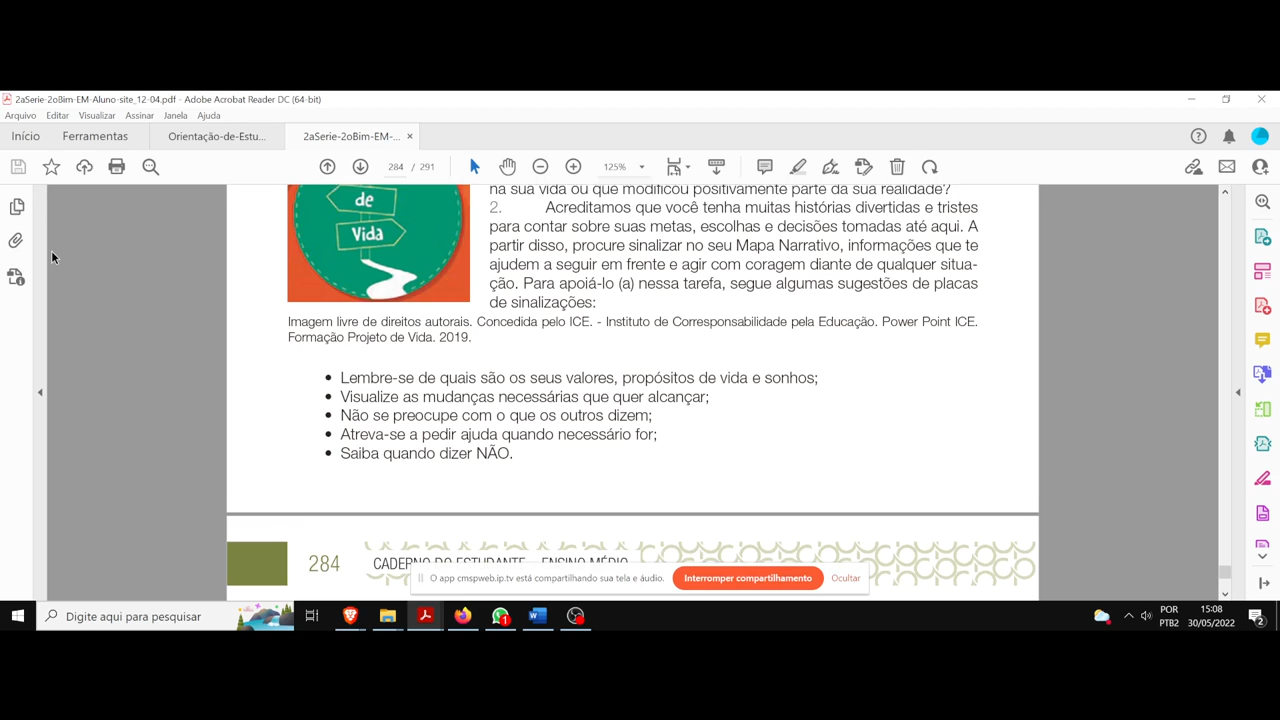 2aSerie-2oBim-EM-Aluno-site_12-04.pdf - Adobe Acrobat Reader DC (64-bit)
Arquivo Editar Visualizar Assinar Janela Ajuda
Início Ferramentas Orientação-de-Estu... 2aSerie-2oBim-EM-... ×
284 / 291 125%
na sua vida ou que modificou positivamente parte da sua realidade?
de
Vida
2. Acreditamos que você tenha muitas histórias divertidas e tristes
para contar sobre suas metas, escolhas e decisões tomadas até aqui. A
partir disso, procure sinalizar no seu Mapa Narrativo, informações que te
ajudem a seguir em frente e agir com coragem diante de qualquer situa-
ção. Para apoiá-lo (a) nessa tarefa, segue algumas sugestões de placas
de sinalizações:
Imagem livre de direitos autorais. Concedida pelo ICE. - Instituto de Corresponsabilidade pela Educação. Power Point ICE.
Formação Projeto de Vida. 2019.
• Lembre-se de quais são os seus valores, propósitos de vida e sonhos;
• Visualize as mudanças necessárias que quer alcançar;
• Não se preocupe com o que os outros dizem;
• Atreva-se a pedir ajuda quando necessário for;
• Saiba quando dizer NÃO.
284 CADERNO DO ESTUDANTE - ENSINO MÉDIO
O app cmspweb.ip.tv está compartilhando sua tela e áudio. Interromper compartilhamento Ocultar
Digite aqui para pesquisar
1
POR
PTB2
15:08
30/05/2022
2